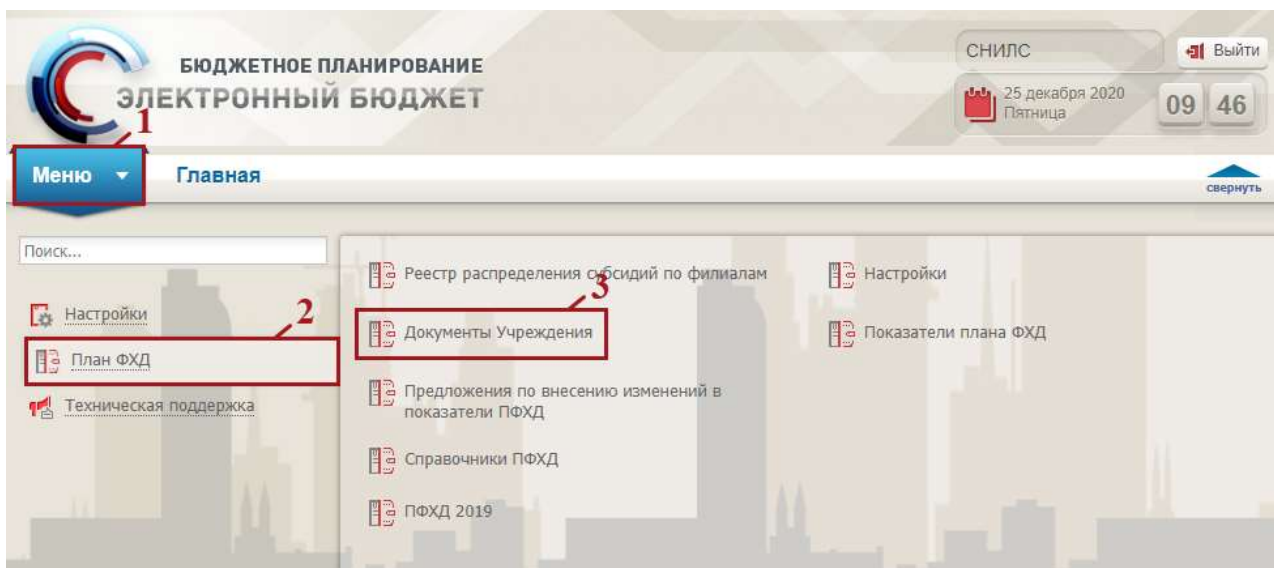 БЮДЖЕТНОЕ ПЛАНИРОВАНИЕ
ЭЛЕКТРОННЫЙ БЮДЖЕТ
СНИЛС
Выйти
25 декабря 2020
Пятница
09 46
1
Меню
Главная
свернуть
Поиск...
Настройки
2
План ФХД
Техническая поддержка
Реестр распределения субсидий по филиалам
3
Документы Учреждения
Предложения по внесению изменений в
показатели ПФХД
Справочники ПФХД
ПФХД 2019
Настройки
Показатели плана ФХД